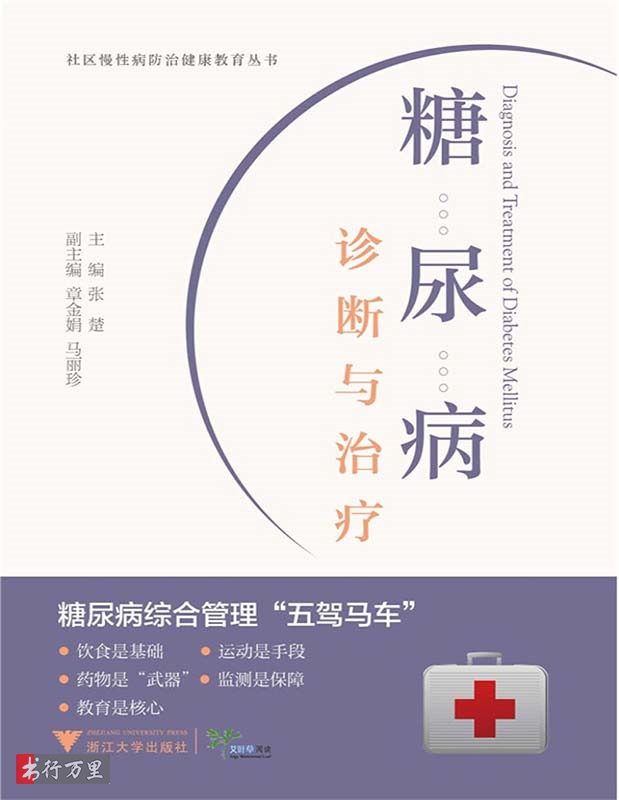 社区慢性病防治健康教育丛书
糖尿病
Diagnosis and Treatment of Diabetes Mellitus
诊断与治疗
主 编 张 楚
副主编 章金娟 马丽珍
糖尿病综合管理“五驾马车”
饮食是基础
运动是手段
药物是“武器”
监测是保障
教育是核心
ZHEJIANG UNIVERSITY PRESS
浙江大学出版社
艾叶草阅读
书行万里